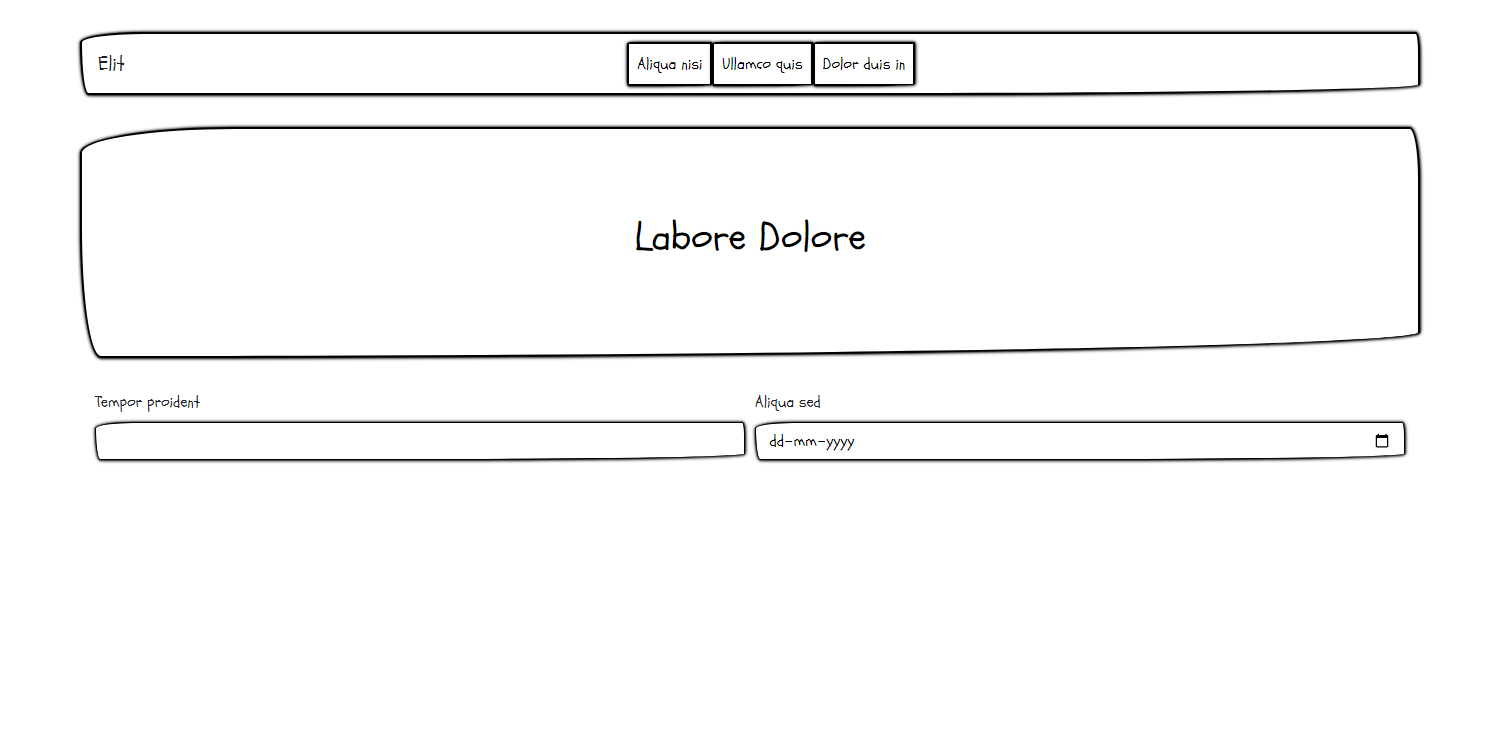 Elit
Aliqua nisi
Ullamco quis
Dolor duis in
Labore Dolore
Tempor proident
Aliqua sed
dd-mm-yyyy